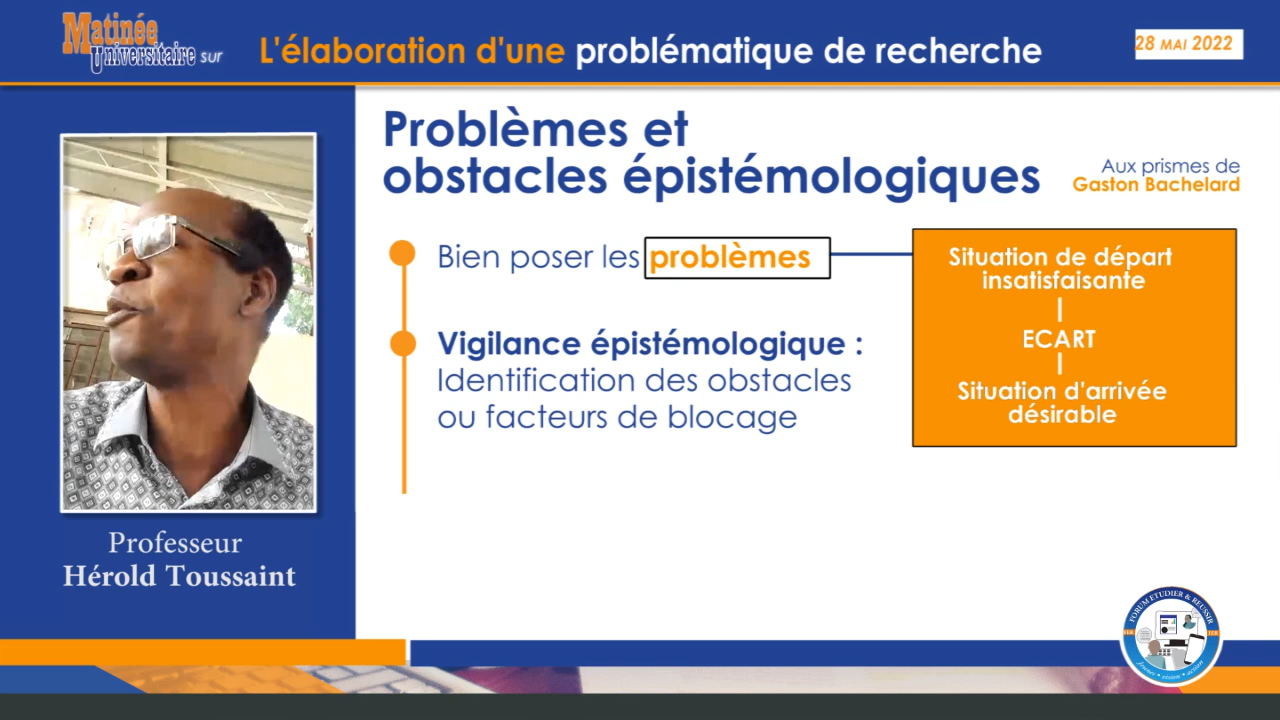 Matinée
Universitaire sur
L'élaboration d'une problématique de recherche
28 MAI 2022
Problèmes et
obstacles épistémologiques
Aux prismes de
Gaston Bachelard
Bien poser les problèmes
Situation de départ
insatisfaisante
ECART
Situation d'arrivée
désirable
Vigilance épistémologique :
Identification des obstacles
ou facteurs de blocage
Professeur
Hérold Toussaint
FORUM ETUDIER & REUSSIR
FER FER